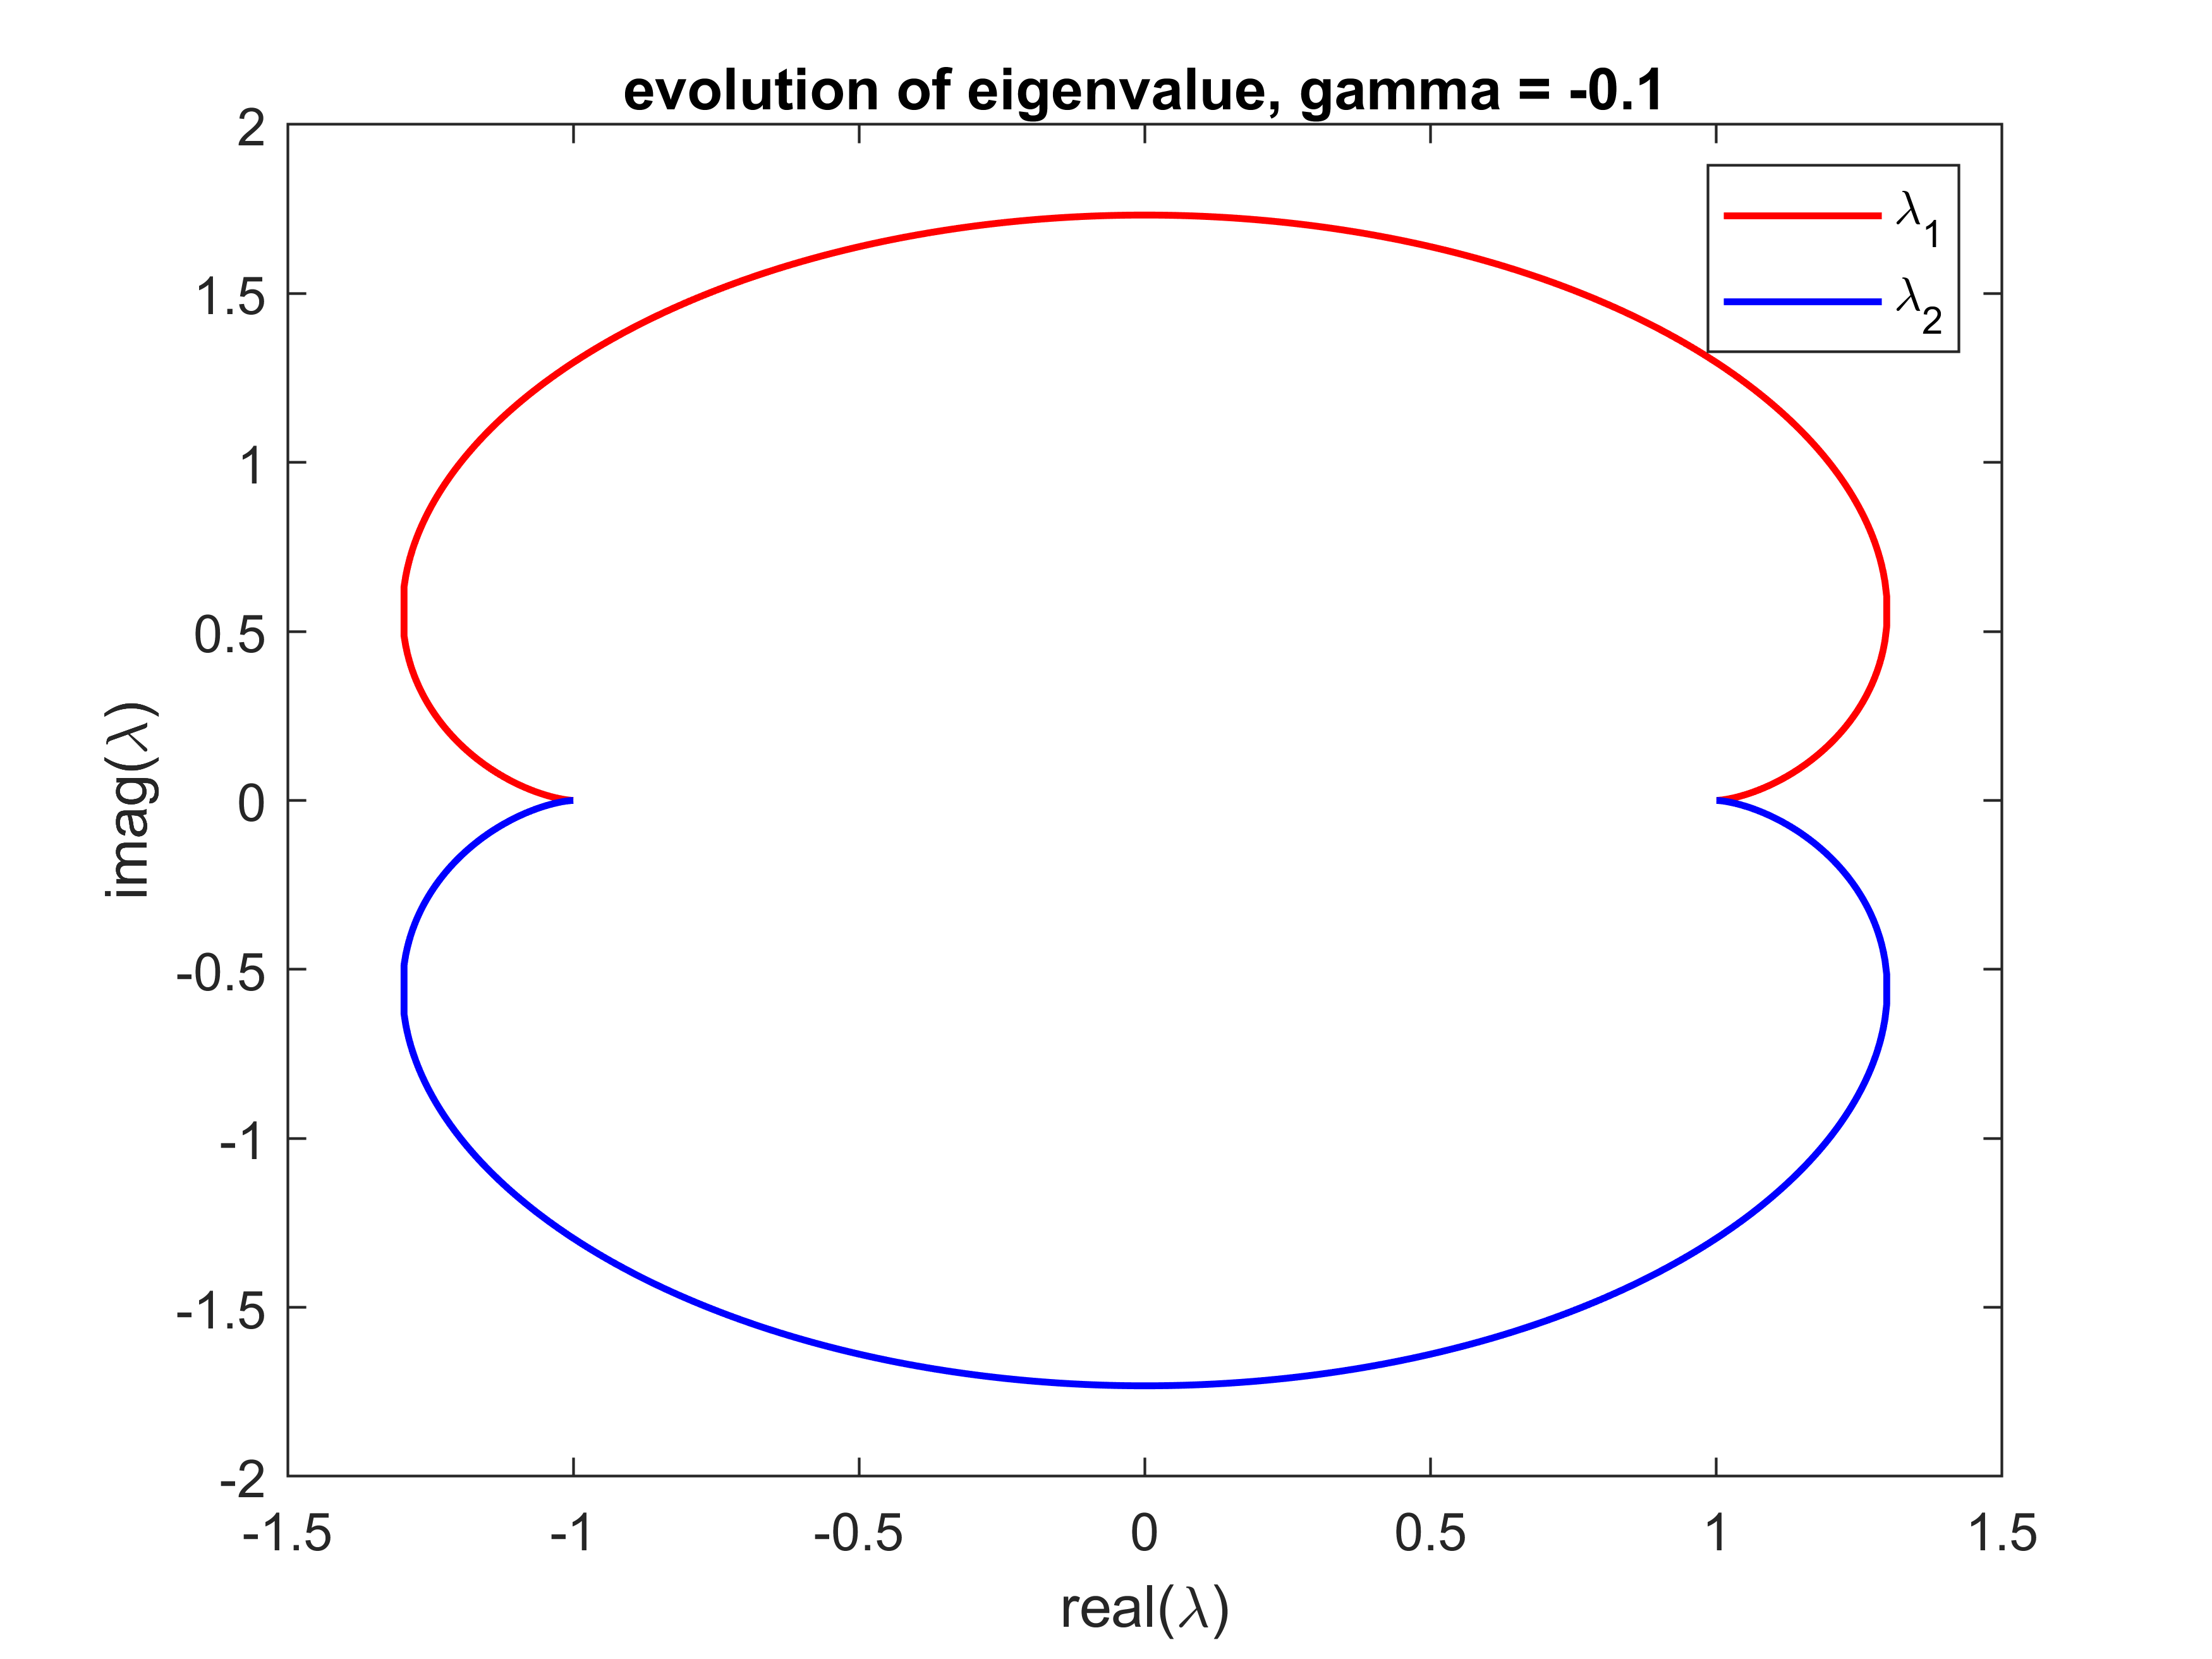 evolution of eigenvalue, gamma = -0.1
2
1.5
1
0.5
0
-0.5
-1
-1.5
-2
imag(λ)
λ1
λ2
-1.5 -1 -0.5 0 0.5 1 1.5
real(λ)